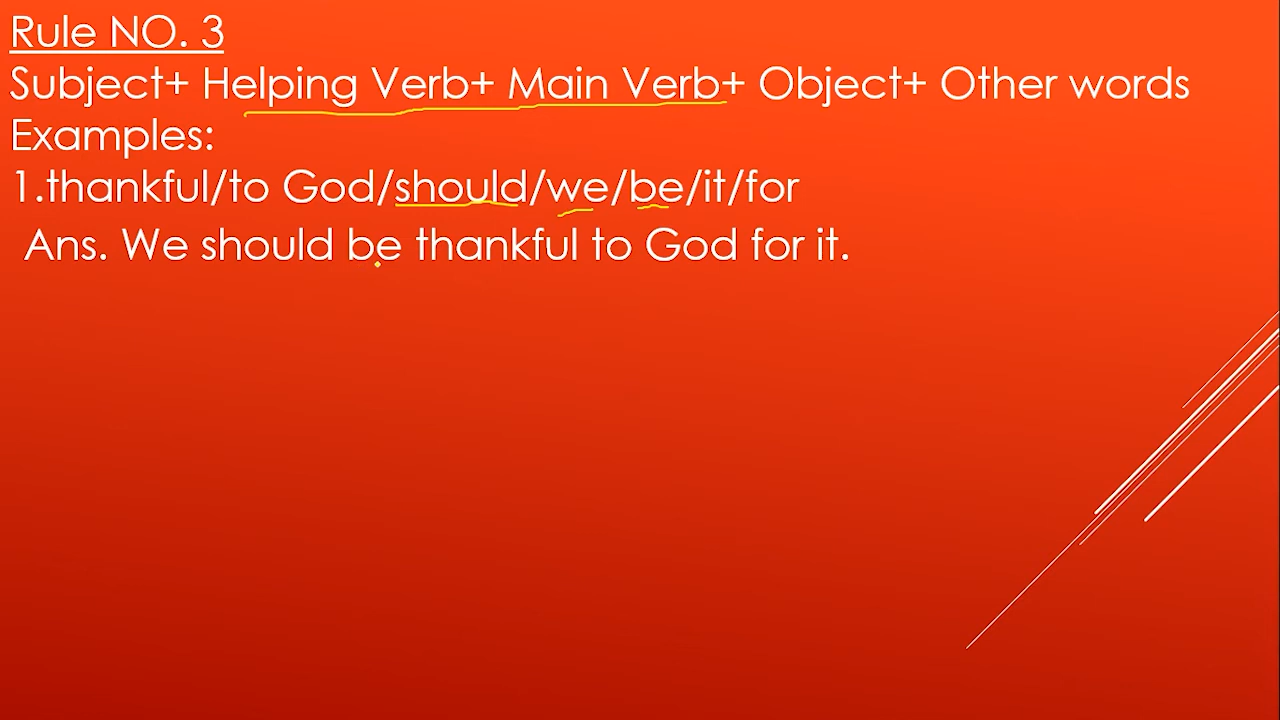 Rule NO. 3
Subject+ Helping Verb+ Main Verb+ Object+ Other words
Examples:
1.thankful/to God/should/we/be/it/for
Ans. We should be thankful to God for it.